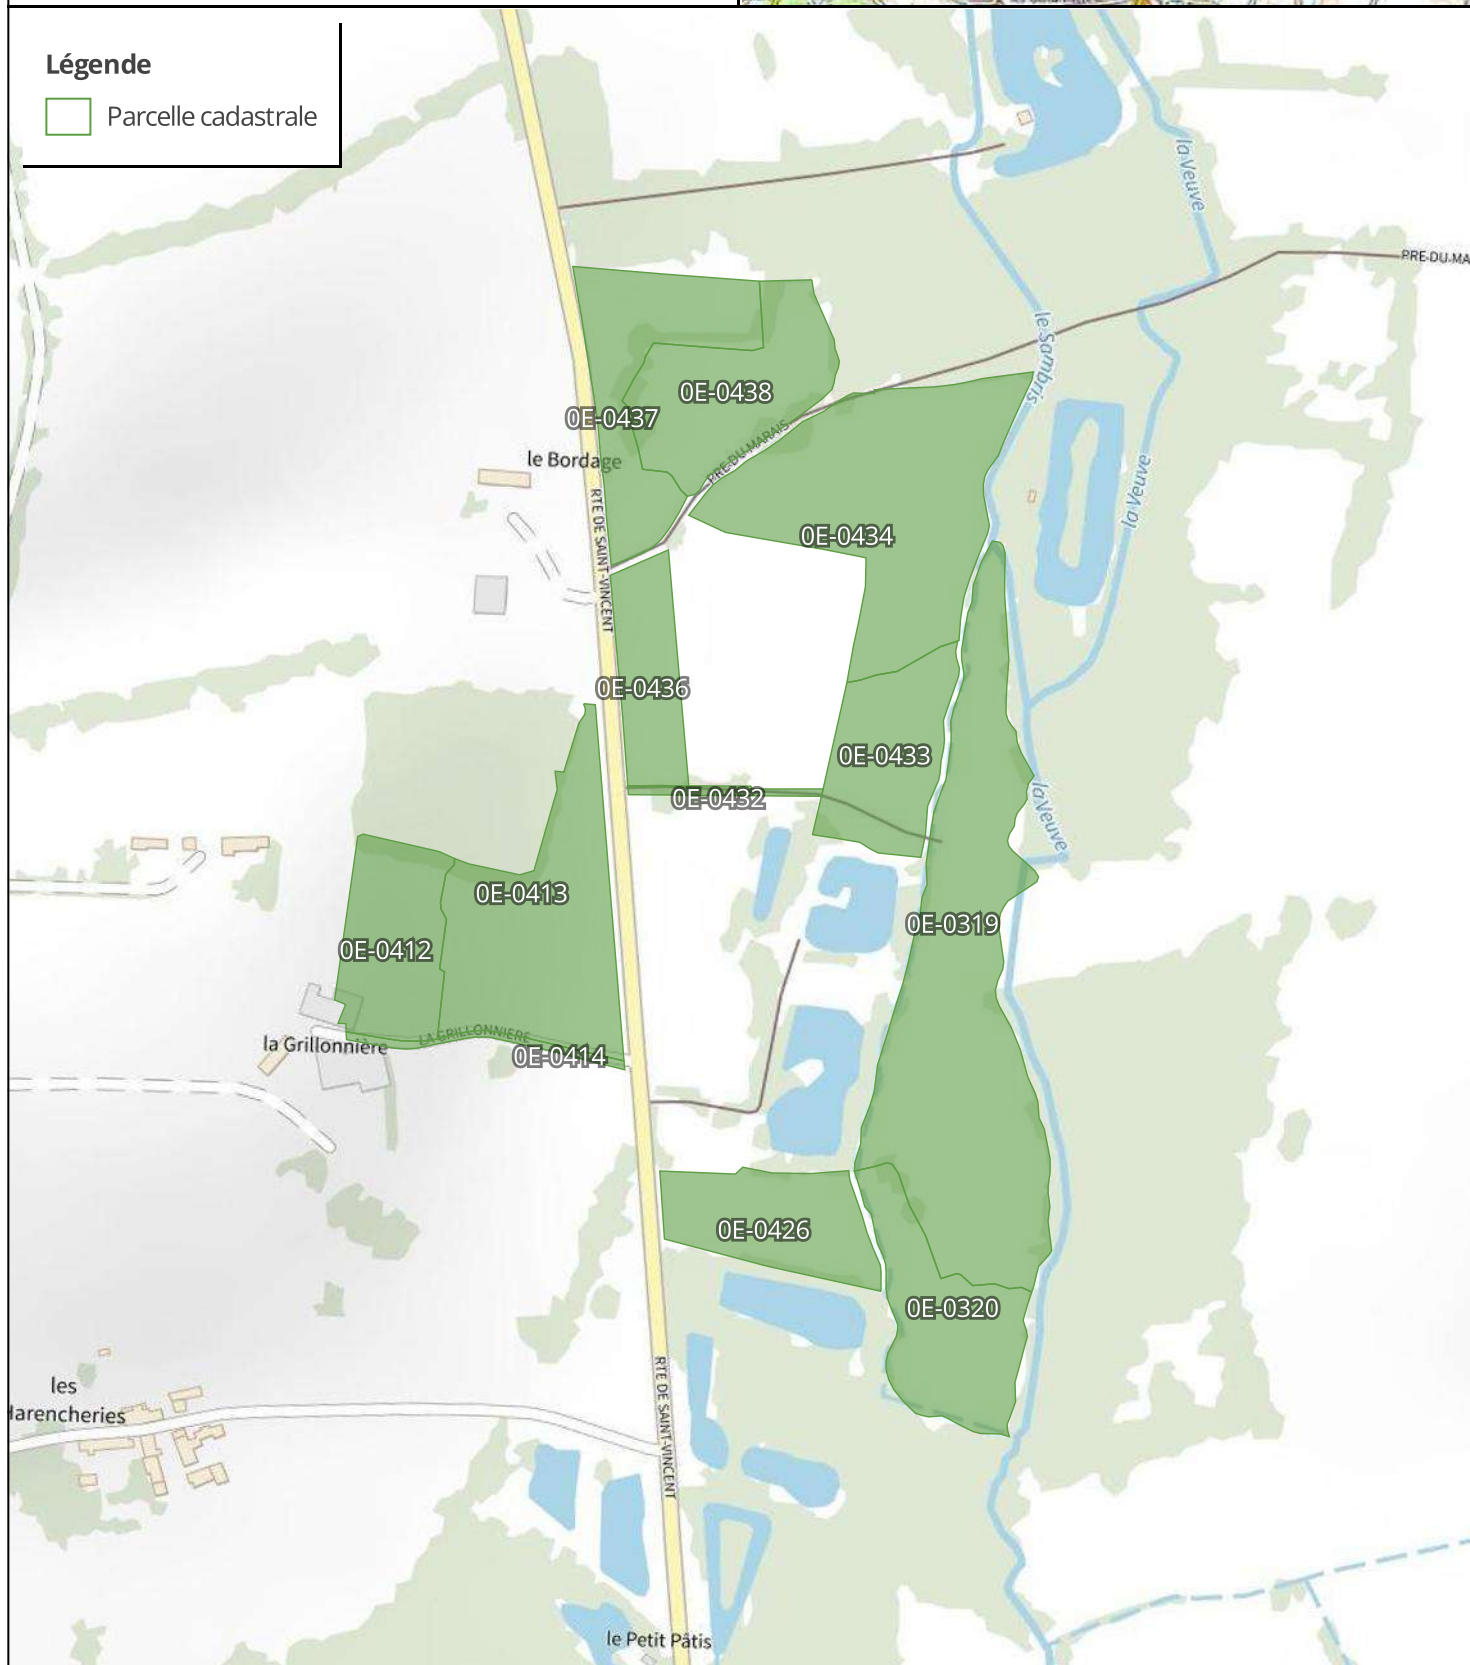 Légende
Parcelle cadastrale
la Veuve
PRE-DU-MA
le Sambris
0E-0438
0E-0437
PRE-DU-MARAIS
le Bordage
la Veuve
RTE DE SAINT-VINCENT
0E-0434
0E-0436
0E-0433
0E-0432
la Veuve
0E-0413
0E-0319
0E-0412
LA GRILLONNIERE
la Grillonnière
0E-0414
0E-0426
0E-0320
les
Harencheries
RTE DE SAINT-VINCENT
le Petit Pâtis